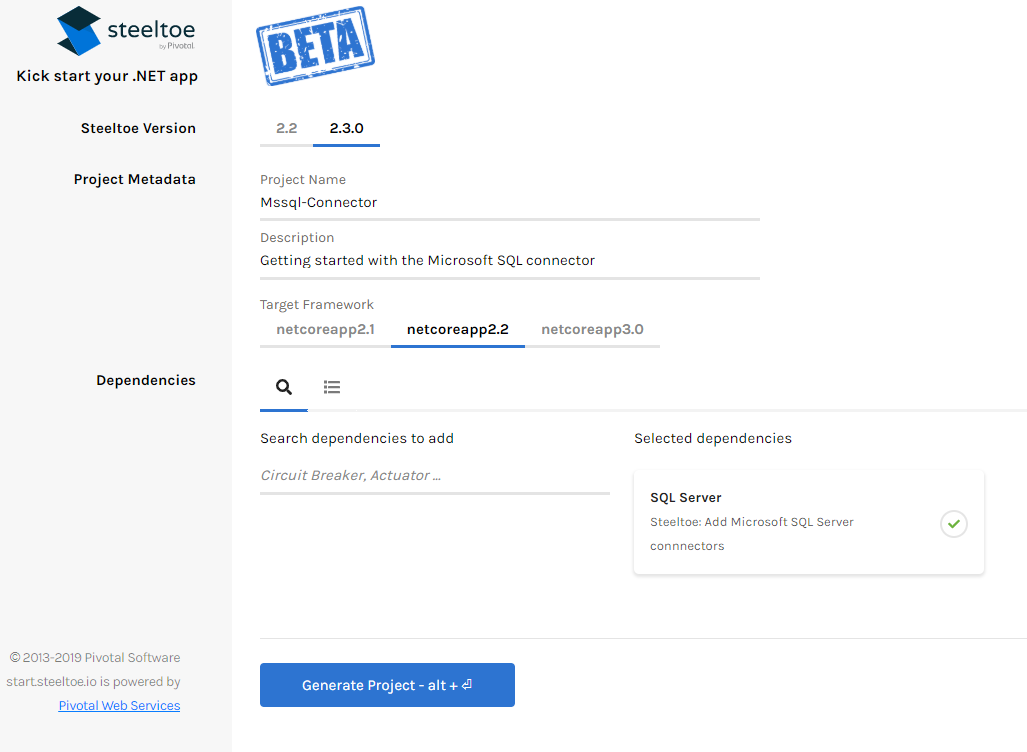 steeltoe
by Pivotal.
Kick start your .NET app
BETA
Steeltoe Version
2.2
2.3.0
Project Metadata
Project Name
Mssql-Connector
Description
Getting started with the Microsoft SQL connector
Target Framework
netcoreapp2.1
netcoreapp2.2
netcoreapp3.0
Dependencies
Search dependencies to add
Circuit Breaker, Actuator ...
Selected dependencies
SQL Server
Steeltoe: Add Microsoft SQL Server
connnectors
© 2013-2019 Pivotal Software
start.steeltoe.io is powered by
Pivotal Web Services
Generate Project - alt + ⏎